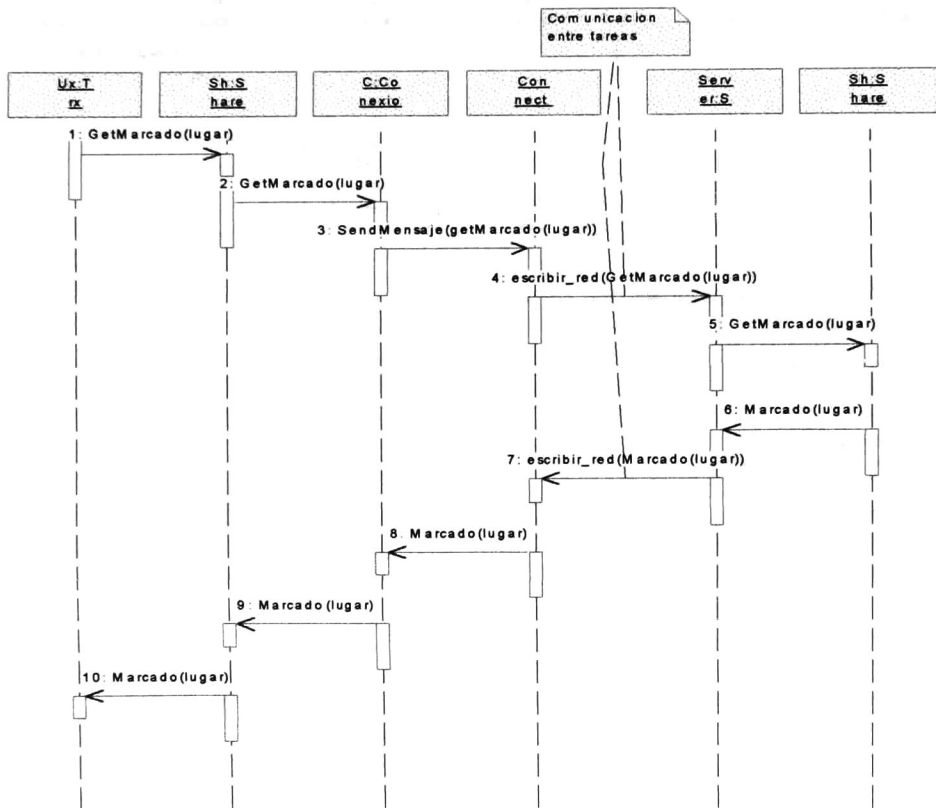 Comunicacion
entre tareas
Ux:T
rx
Sh:S
hare
C:Co
nexio
Con
nect
Serv
er:S
Sh:S
hare
1: GetMarcado(lugar)
2: GetMarcado(lugar)
3: SendMensaje(getMarcado(lugar))
4: escribir_red(GetMarcado(lugar))
5: GetMarcado(lugar)
6: Marcado(lugar)
7: escribir_red(Marcado(lugar))
8: Marcado(lugar)
9: Marcado(lugar)
10: Marcado(lugar)